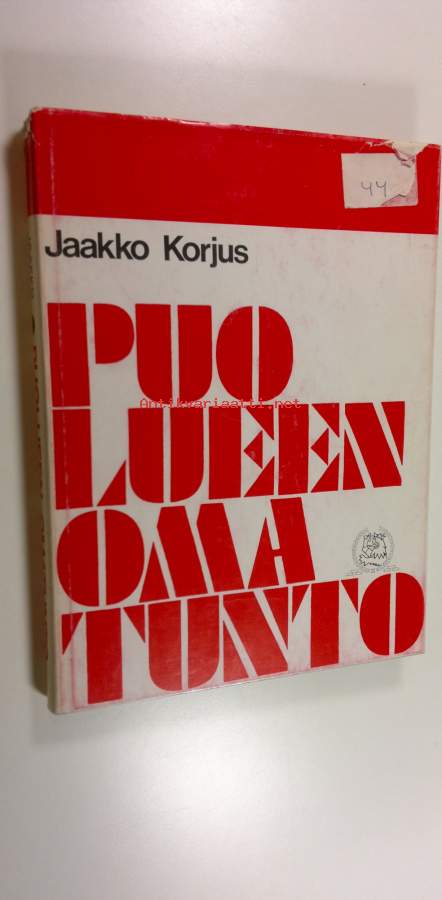 44
Jaakko Korjus
PUO
LUEEN
OMA
TUNTO
Antikvariaatti.net